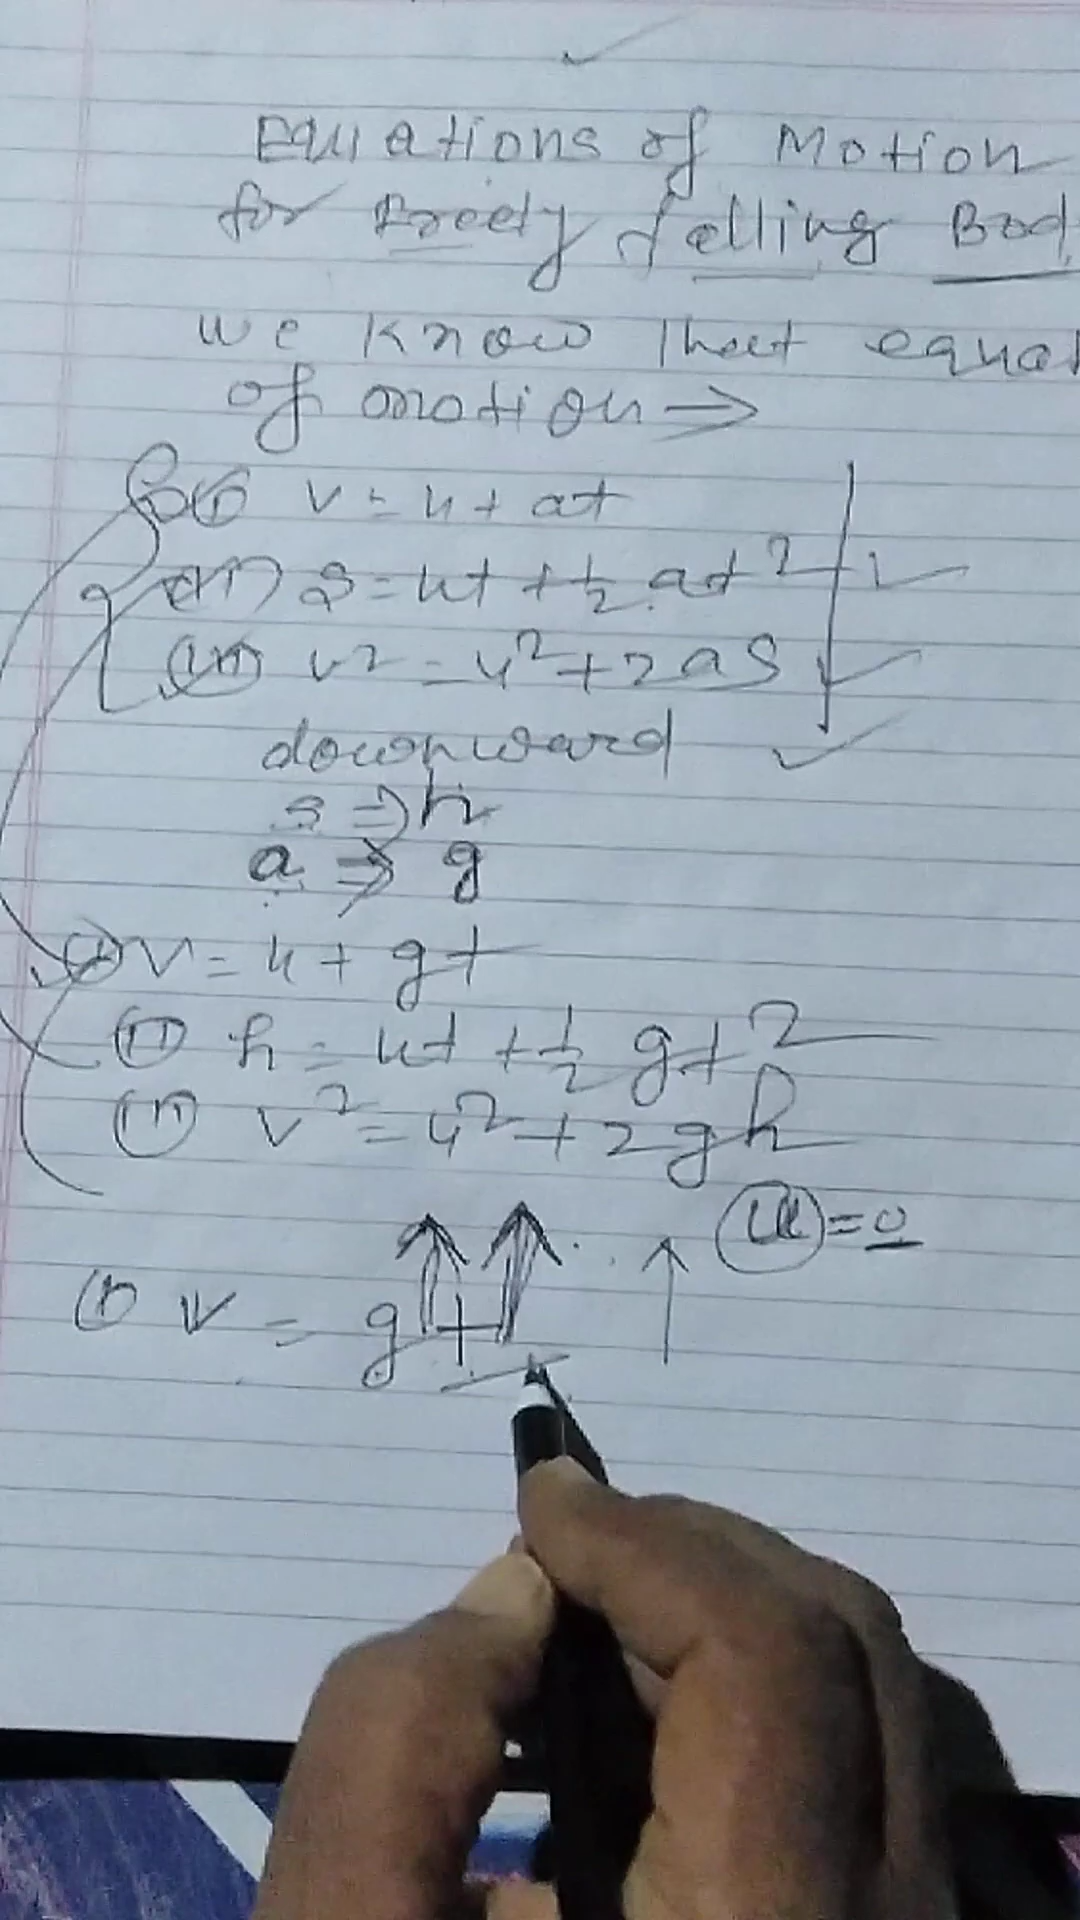 Equations of Motion
for Freely falling Bod
we know that equat
of motion →
(i) v = u + at
(ii) S = ut + 1/2 at²
(iii) v² = u² + 2as
downward
s ⇒ h
a ⇒ g
(i) v = u + gt
(ii) h = ut + 1/2 gt²
(iii) v² = u² + 2gh
u = 0
(i) v = gt